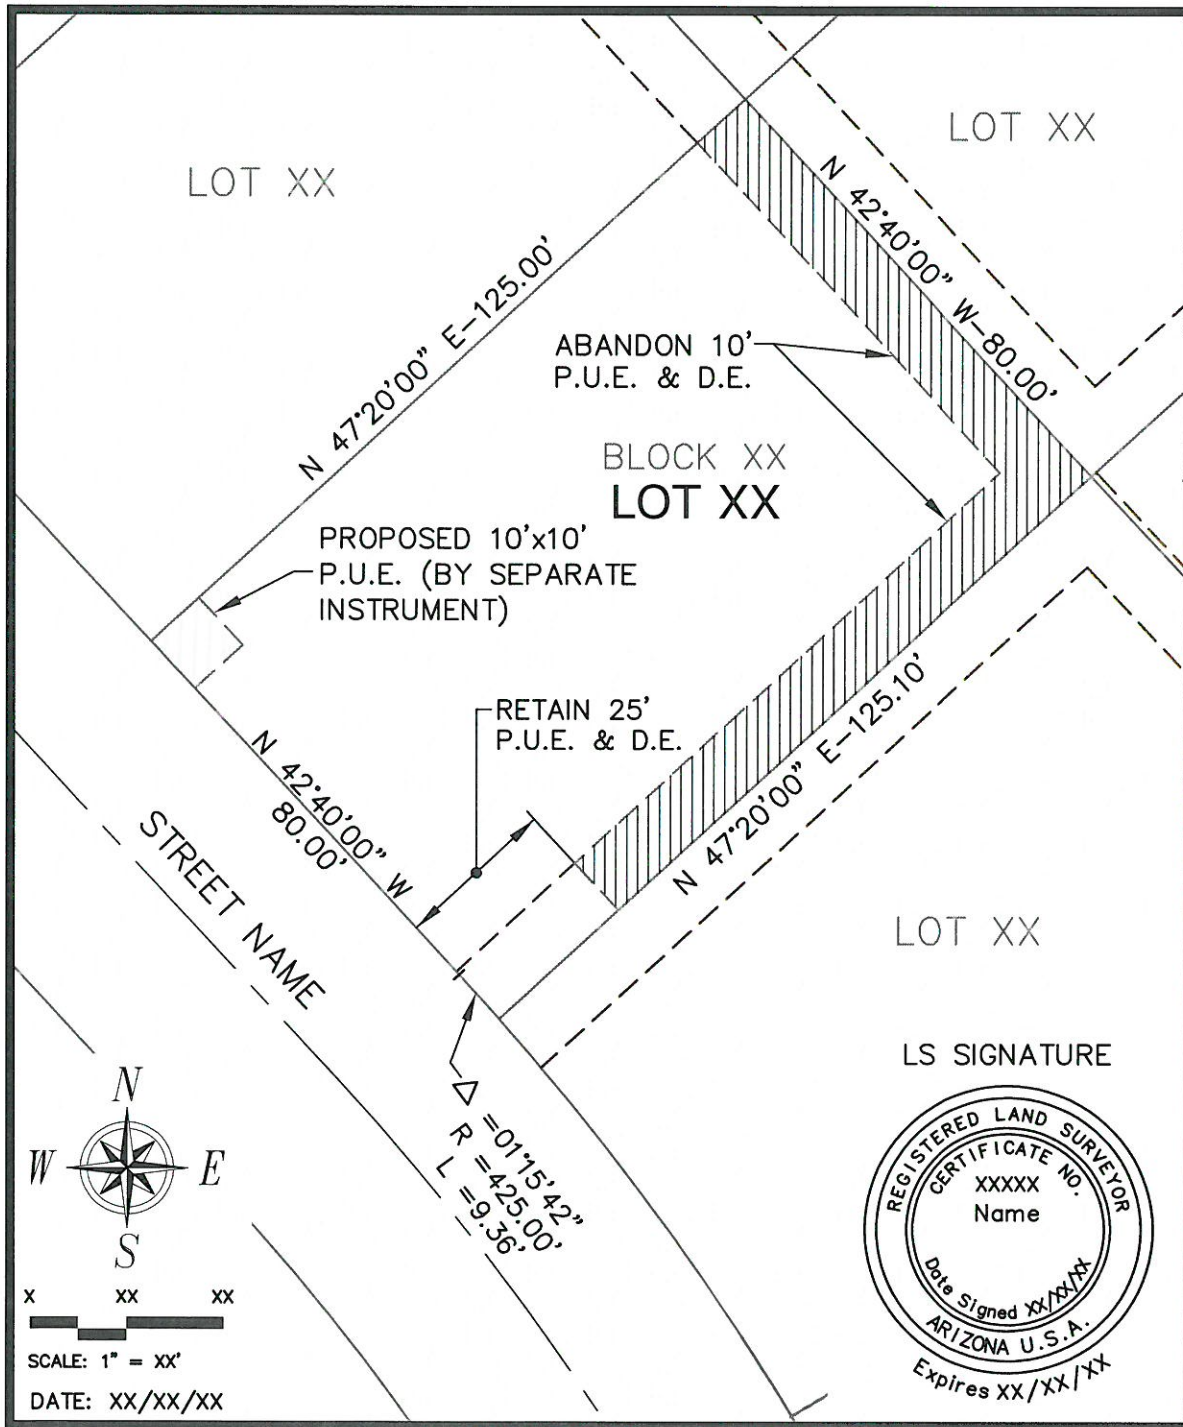 LOT XX
LOT XX
N 42°40'00" W-80.00'
N 47°20'00" E-125.00'
ABANDON 10'
P.U.E. & D.E.
BLOCK XX
LOT XX
PROPOSED 10'x10'
P.U.E. (BY SEPARATE
INSTRUMENT)
RETAIN 25'
P.U.E. & D.E.
N 47°20'00" E-125.10'
N 42°40'00" W
80.00'
STREET NAME
LOT XX
Δ =01°15'42"
R =425.00'
L =9.36'
LS SIGNATURE
REGISTERED LAND SURVEYOR
CERTIFICATE NO.
XXXXX
Name
Date Signed XX/XX/XX
ARIZONA U.S.A.
Expires XX/XX/XX
N
W E
S
X XX XX
SCALE: 1" = XX'
DATE: XX/XX/XX